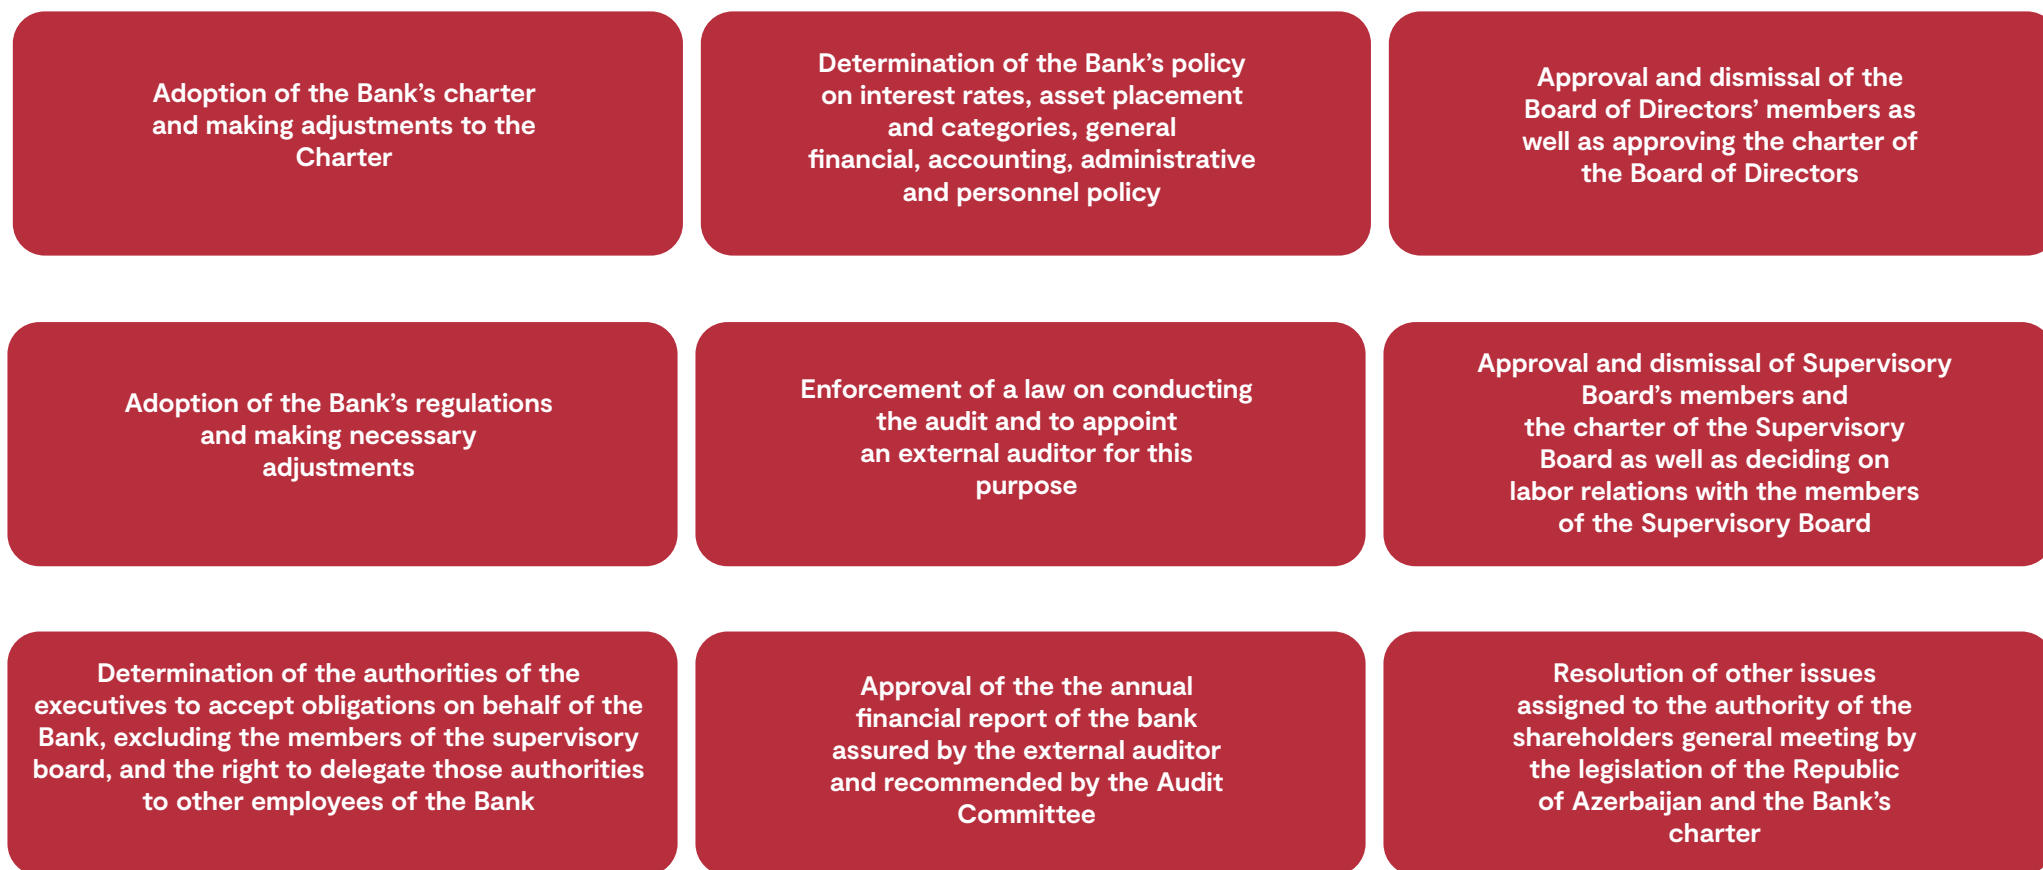 Adoption of the Bank’s charter
and making adjustments to the
Charter
Determination of the Bank’s policy
on interest rates, asset placement
and categories, general
financial, accounting, administrative
and personnel policy
Approval and dismissal of the
Board of Directors’ members as
well as approving the charter of
the Board of Directors
Adoption of the Bank’s regulations
and making necessary
adjustments
Enforcement of a law on conducting
the audit and to appoint
an external auditor for this
purpose
Approval and dismissal of Supervisory
Board’s members and
the charter of the Supervisory
Board as well as deciding on
labor relations with the members
of the Supervisory Board
Determination of the authorities of the
executives to accept obligations on behalf of the
Bank, excluding the members of the supervisory
board, and the right to delegate those authorities
to other employees of the Bank
Approval of the the annual
financial report of the bank
assured by the external auditor
and recommended by the Audit
Committee
Resolution of other issues
assigned to the authority of the
shareholders general meeting by
the legislation of the Republic
of Azerbaijan and the Bank’s
charter